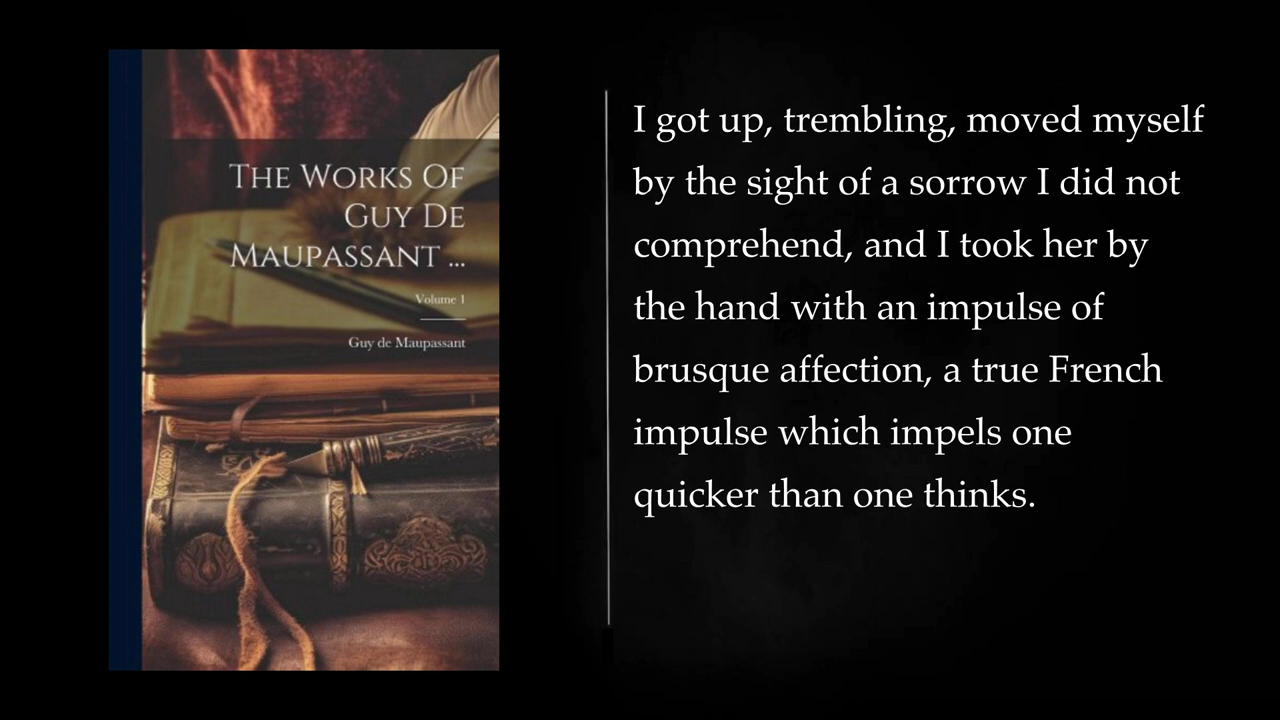 The Works Of
Guy De
Maupassant ...
Volume 1
Guy de Maupassant
I got up, trembling, moved myself
by the sight of a sorrow I did not
comprehend, and I took her by
the hand with an impulse of
brusque affection, a true French
impulse which impels one
quicker than one thinks.